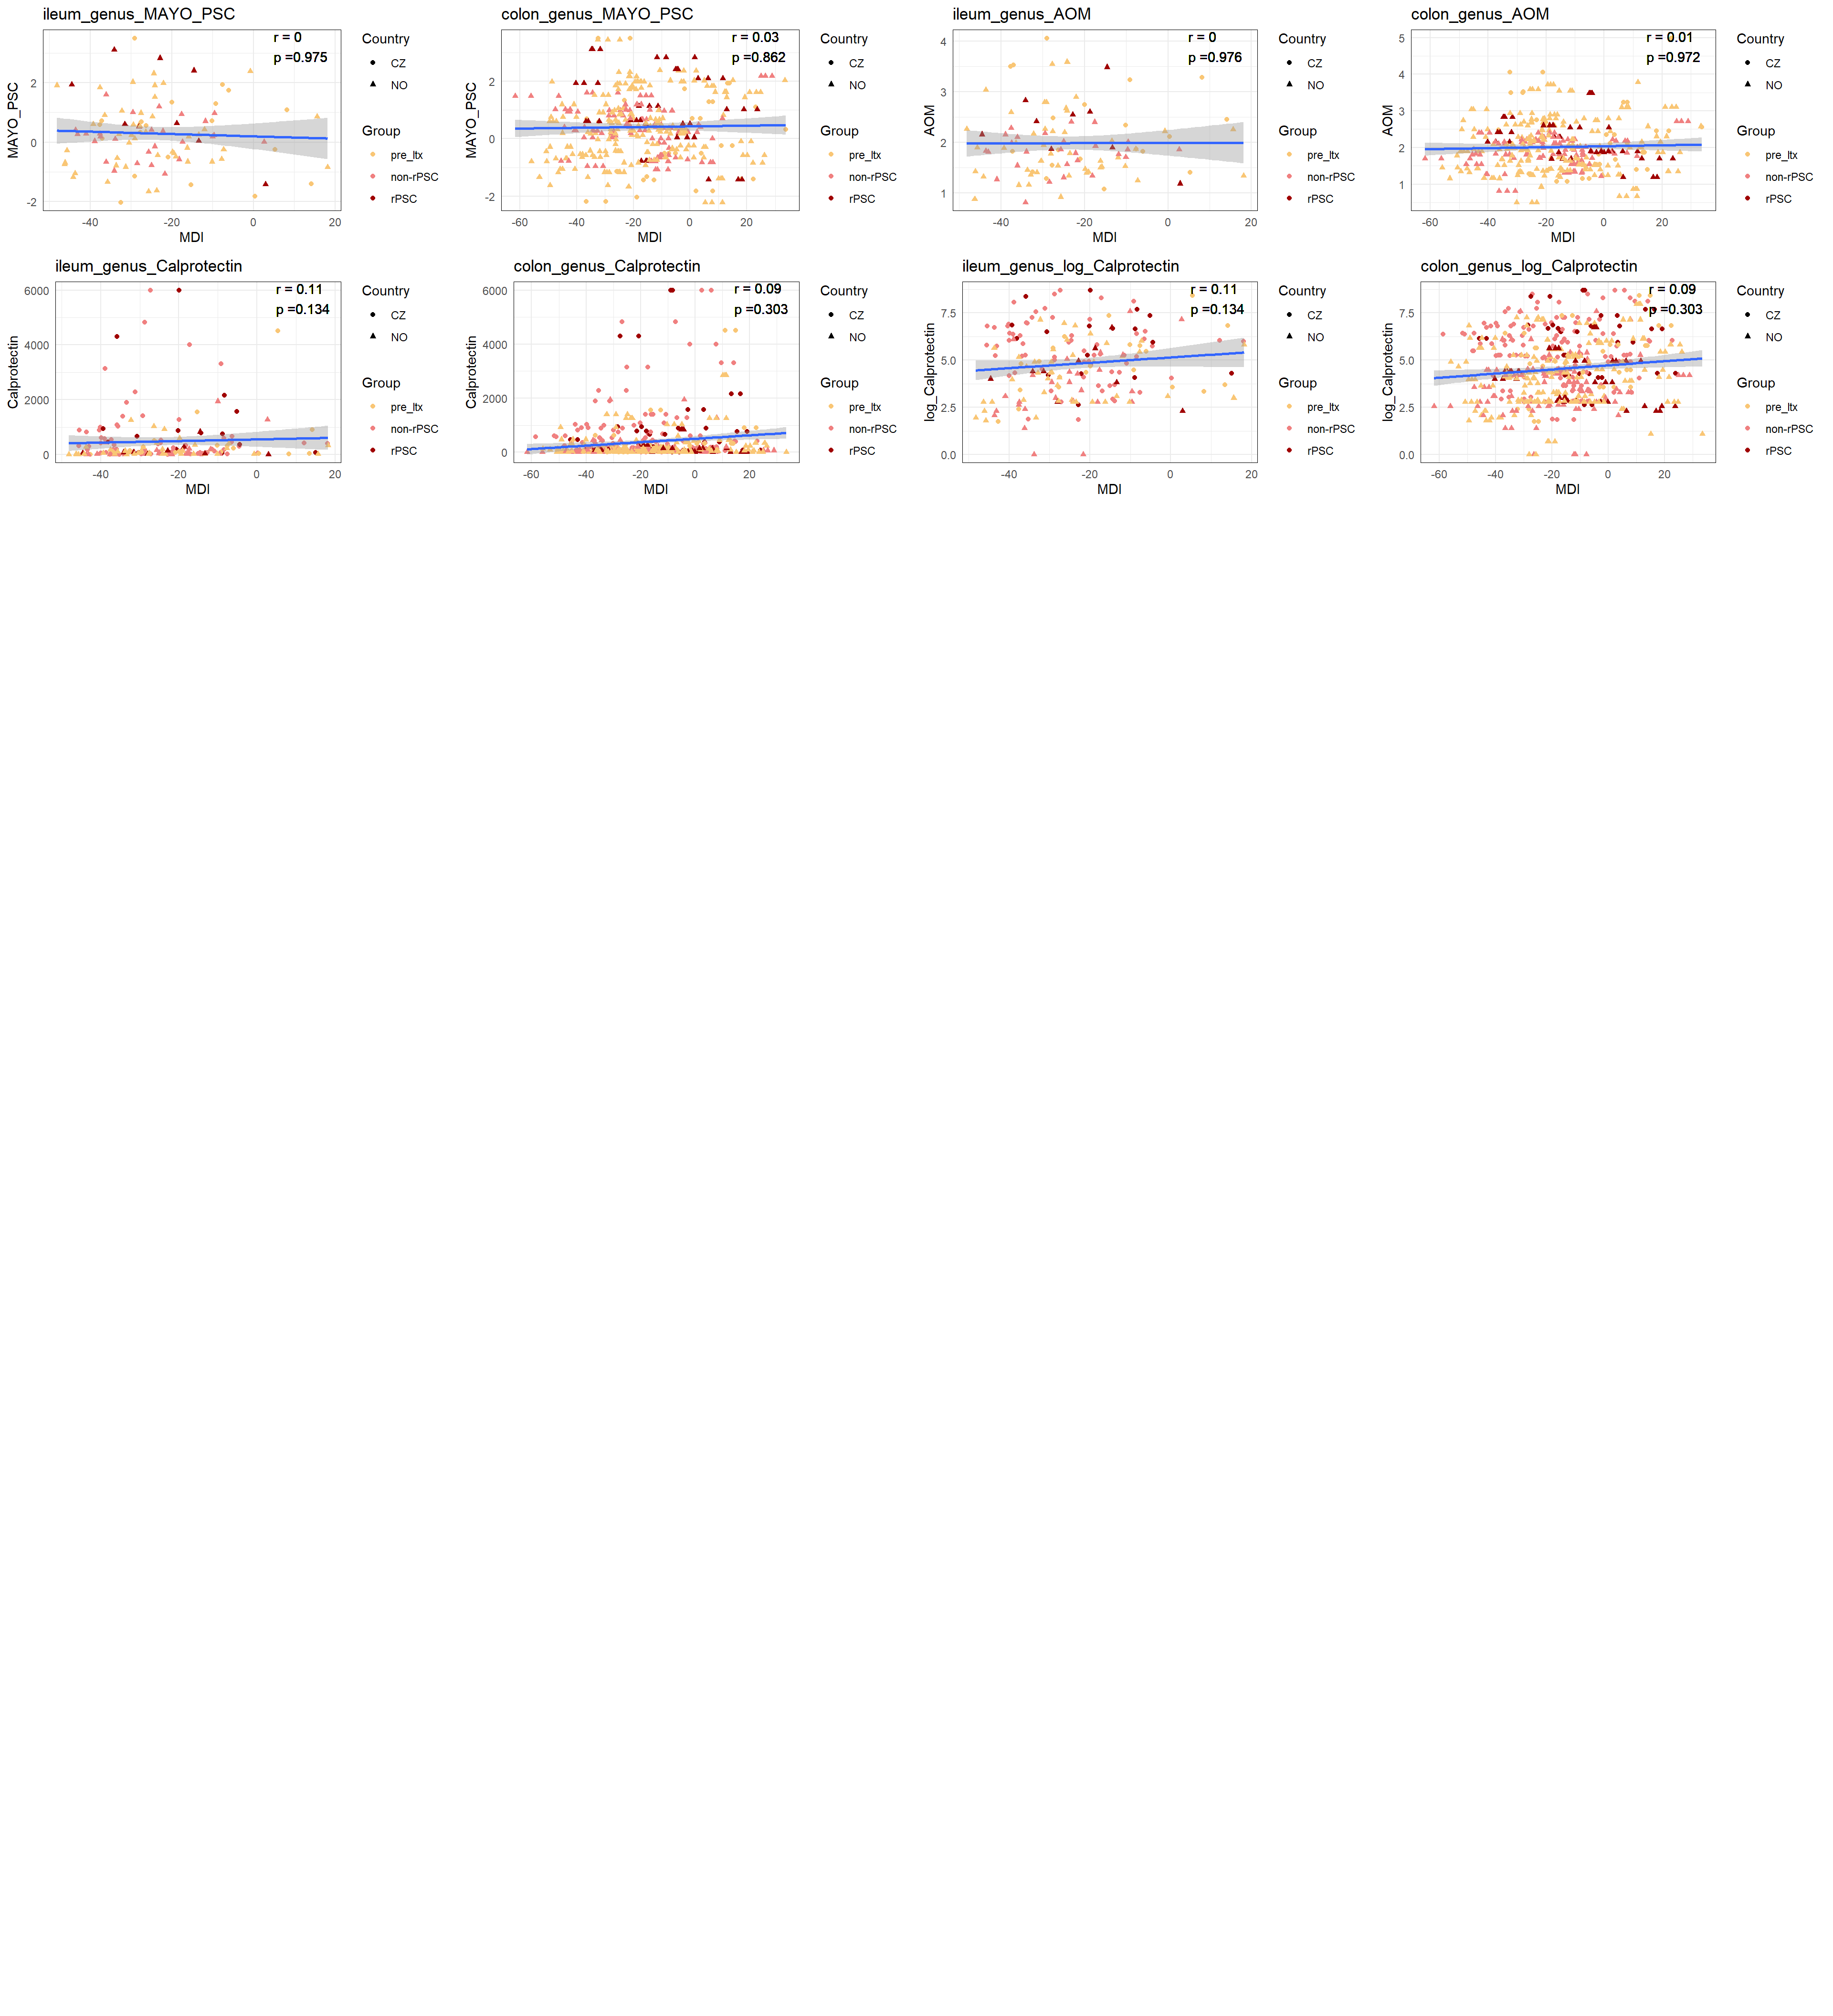 ileum_genus_MAYO_PSC
r = 0
p =0.975
MAYO_PSC
2
0
-2
-40
-20
0
20
MDI
Country
CZ
NO
Group
pre_ltx
non-rPSC
rPSC
colon_genus_MAYO_PSC
r = 0.03
p =0.862
MAYO_PSC
2
0
-2
-60
-40
-20
0
20
MDI
Country
CZ
NO
Group
pre_ltx
non-rPSC
rPSC
ileum_genus_AOM
r = 0
p =0.976
AOM
4
3
2
1
-40
-20
0
20
MDI
Country
CZ
NO
Group
pre_ltx
non-rPSC
rPSC
colon_genus_AOM
r = 0.01
p =0.972
AOM
5
4
3
2
1
-60
-40
-20
0
20
MDI
Country
CZ
NO
Group
pre_ltx
non-rPSC
rPSC
ileum_genus_Calprotectin
r = 0.11
p =0.134
Calprotectin
6000
4000
2000
0
-40
-20
0
20
MDI
Country
CZ
NO
Group
pre_ltx
non-rPSC
rPSC
colon_genus_Calprotectin
r = 0.09
p =0.303
Calprotectin
6000
4000
2000
0
-60
-40
-20
0
20
MDI
Country
CZ
NO
Group
pre_ltx
non-rPSC
rPSC
ileum_genus_log_Calprotectin
r = 0.11
p =0.134
log_Calprotectin
7.5
5.0
2.5
0.0
-40
-20
0
20
MDI
Country
CZ
NO
Group
pre_ltx
non-rPSC
rPSC
colon_genus_log_Calprotectin
r = 0.09
p =0.303
log_Calprotectin
7.5
5.0
2.5
0.0
-60
-40
-20
0
20
MDI
Country
CZ
NO
Group
pre_ltx
non-rPSC
rPSC